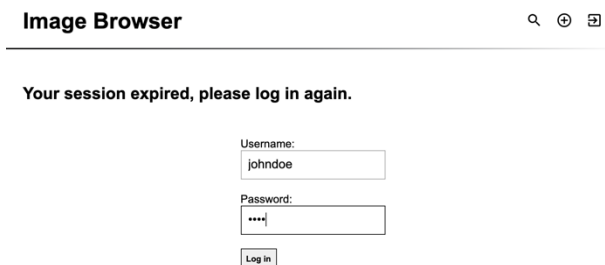 Image Browser
Your session expired, please log in again.
Username:
johndoe
Password:
••••
Log in